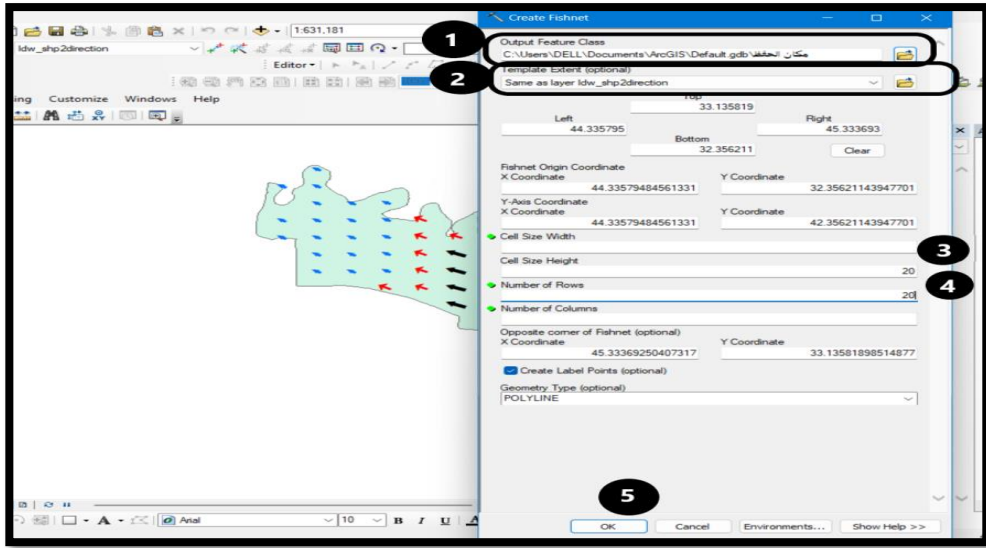 1:631,181
ldw_shp2direction
Editor
ing Customize Windows Help
Create Fishnet
1
Output Feature Class
C:\Users\DELL\Documents\ArcGIS\Default.gdb\مكان الحفظ
2
Template Extent (optional)
Same as layer ldw_shp2direction
Top
33.135819
Left
Right
44.335795
45.333693
Bottom
32.356211
Clear
Fishnet Origin Coordinate
X Coordinate
Y Coordinate
44.33579484561331
32.35621143947701
Y-Axis Coordinate
X Coordinate
Y Coordinate
44.33579484561331
42.35621143947701
Cell Size Width
3
Cell Size Height
20
Number of Rows
4
20
Number of Columns
Opposite corner of Fishnet (optional)
X Coordinate
Y Coordinate
45.33369250407317
33.13581898514877
Create Label Points (optional)
Geometry Type (optional)
POLYLINE
5
OK Cancel Environments... Show Help >>
A Arial 10 B I U A